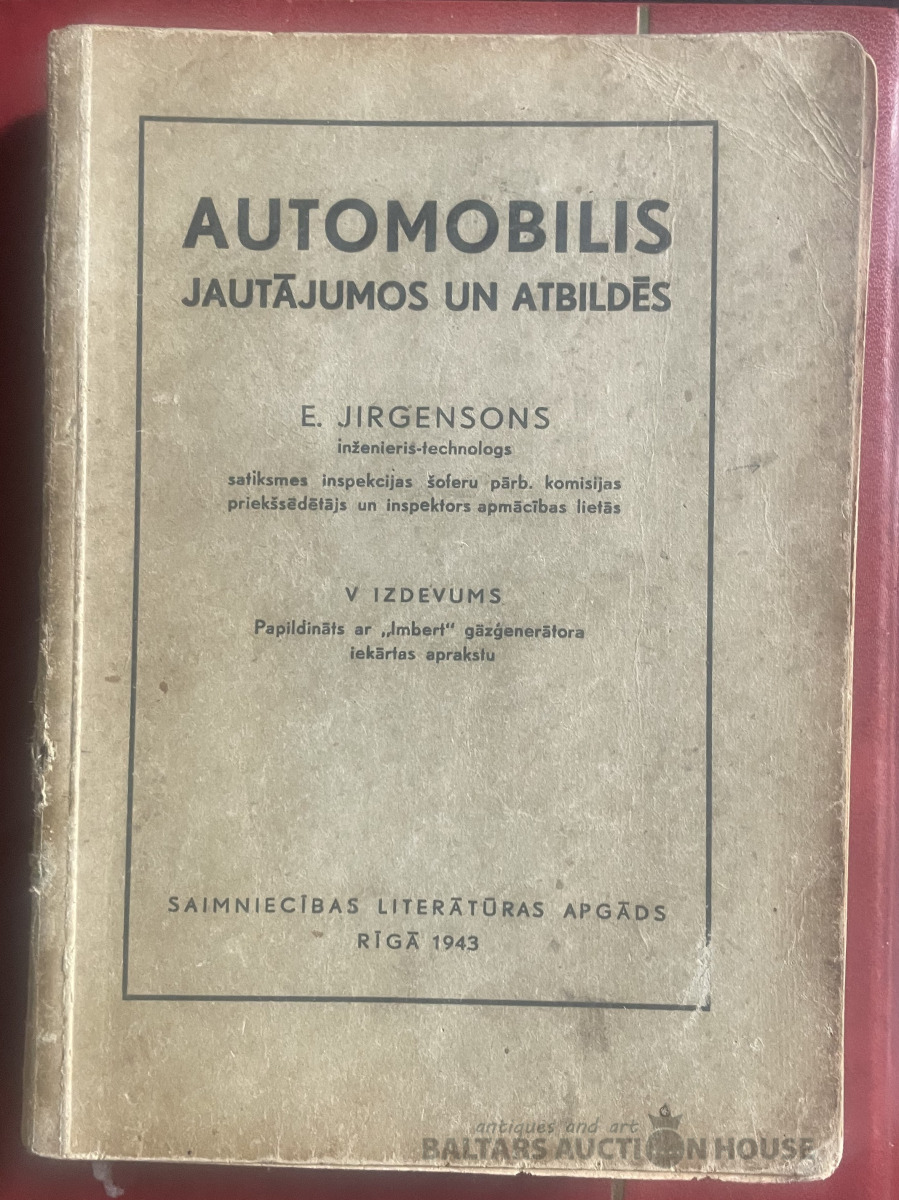 AUTOMOBILIS
JAUTĀJUMOS UN ATBILDĒS
E. JIRGENSONS
inženieris-technologs
satiksmes inspekcijas šoferu pārb. komisijas
priekšsēdētājs un inspektors apmācības lietās
V IZDEVUMS
Papildināts ar „Imbert“ gāzģenerātora
iekārtas aprakstu
SAIMNIECĪBAS LITERĀTŪRAS APGĀDS
RĪGĀ 1943
antiques and art
BALTARS AUCTION HOUSE